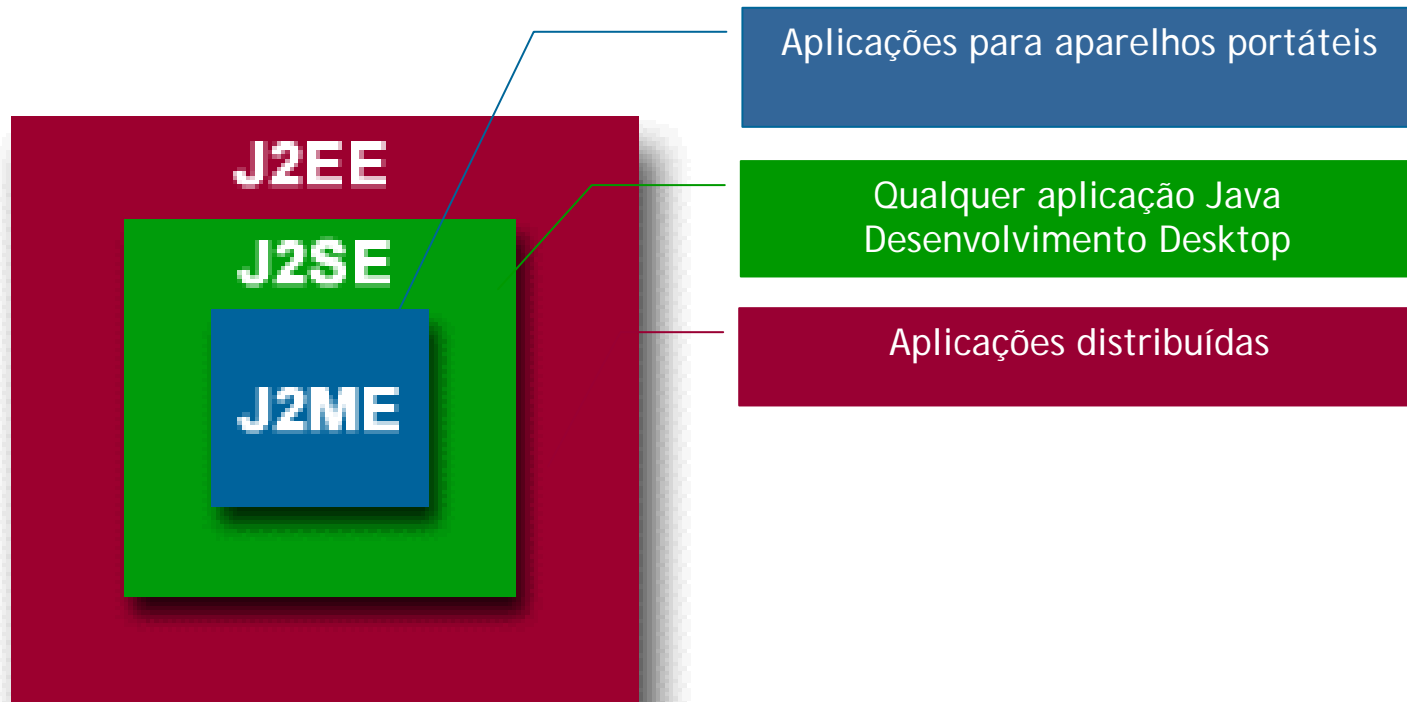 Aplicações para aparelhos portáteis
J2EE
Qualquer aplicação Java
Desenvolvimento Desktop
J2SE
Aplicações distribuídas
J2ME